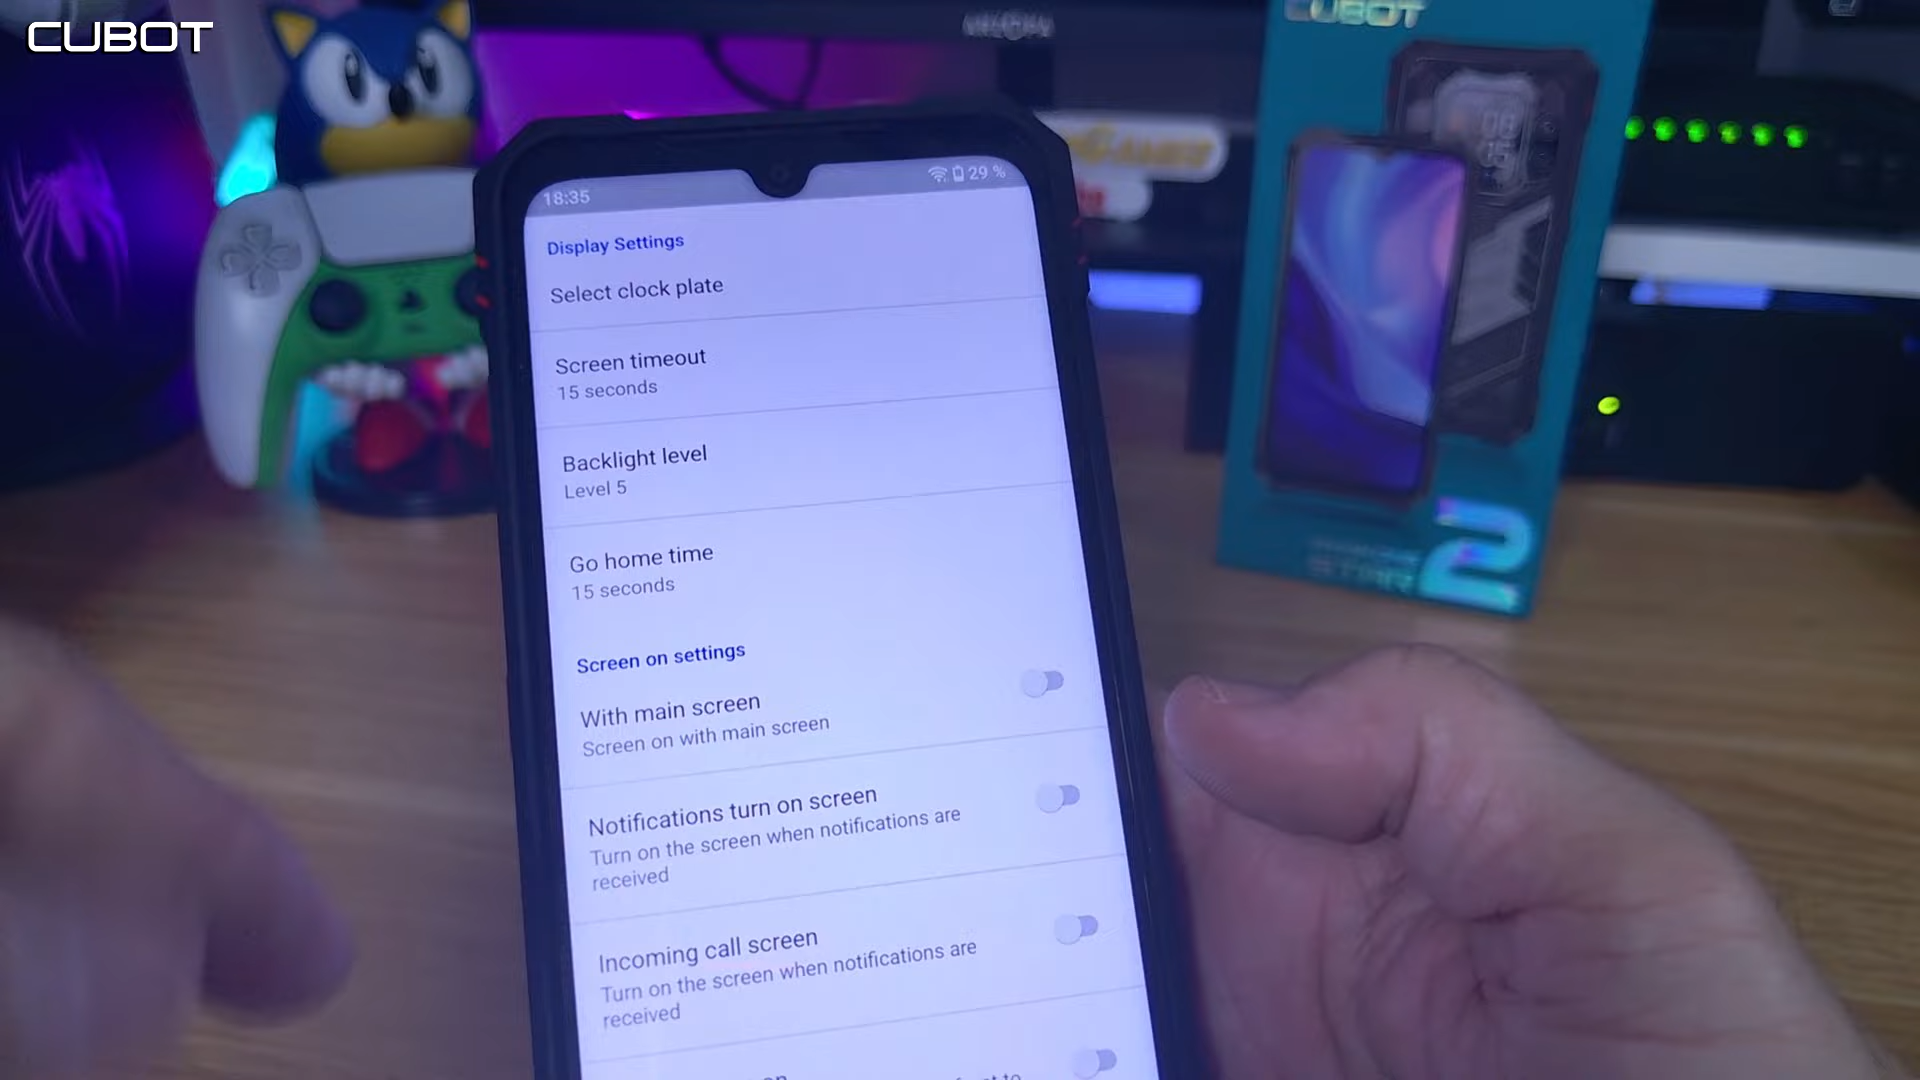 CUBOT
CUBOT
18:35
29 %
Display Settings
Select clock plate
Screen timeout
15 seconds
Backlight level
Level 5
Go home time
15 seconds
Screen on settings
With main screen
Screen on with main screen
Notifications turn on screen
Turn on the screen when notifications are
received
Incoming call screen
Turn on the screen when notifications are
received
08
2